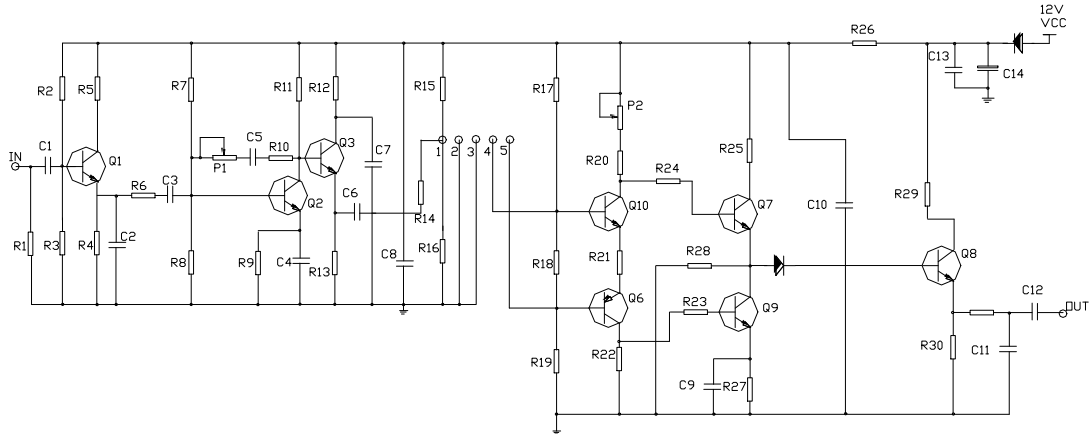 12V
VCC
R26
C13
C14
R2
R5
R7
R11
R12
R15
R17
P2
IN
C1
Q1
P1
C5
R10
Q3
C7
1
2
3
4
5
R20
R24
R25
R6
C3
Q2
C6
R14
Q10
Q7
C10
R29
R1
R3
R4
C2
R8
R9
C4
R13
C8
R16
R18
R21
R28
Q8
Q6
R23
Q9
C12
OUT
R19
R22
C9
R27
R30
C11